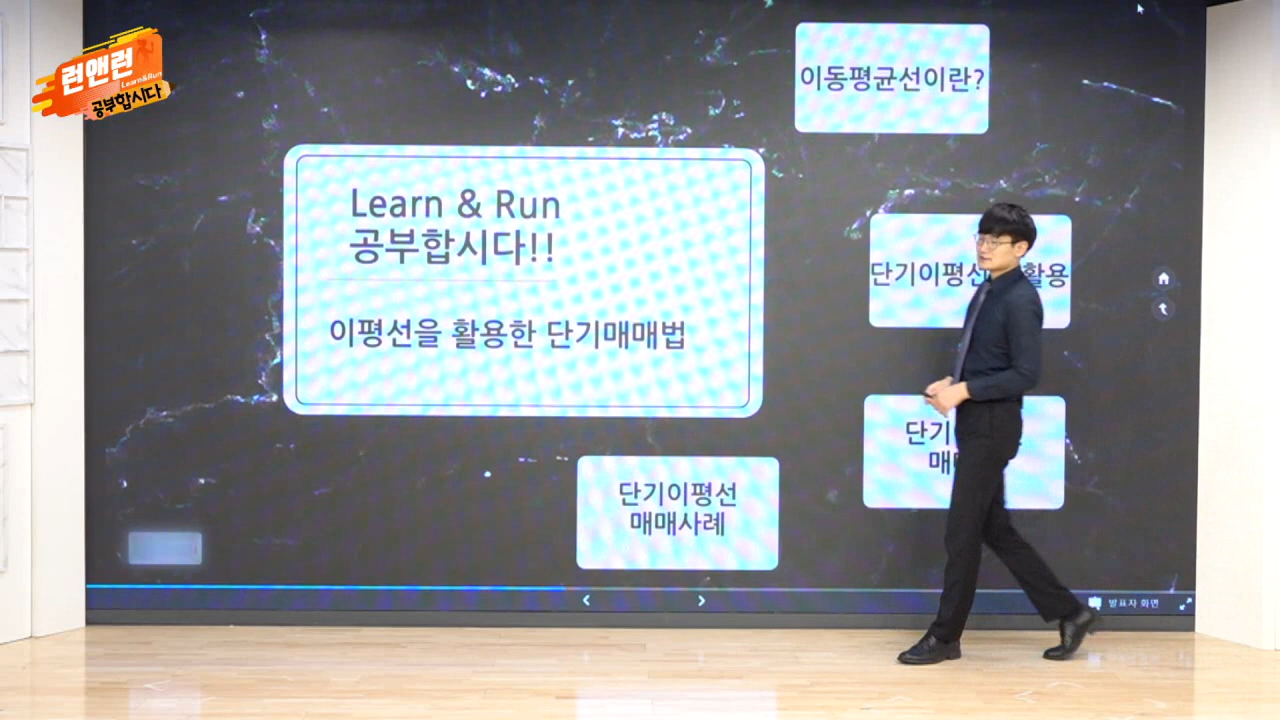 런앤런
Learn&Run
공부합시다
이동평균선이란?
Learn & Run
공부합시다!!
이평선을 활용한 단기매매법
단기이평선 활용
단기
단기이평선
매매사례
발표자 화면